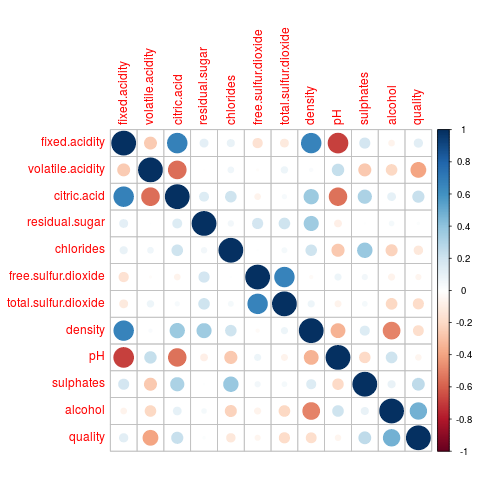 fixed.acidity
volatile.acidity
citric.acid
residual.sugar
chlorides
free.sulfur.dioxide
total.sulfur.dioxide
density
pH
sulphates
alcohol
quality
fixed.acidity
volatile.acidity
citric.acid
residual.sugar
chlorides
free.sulfur.dioxide
total.sulfur.dioxide
density
pH
sulphates
alcohol
quality
1
0.8
0.6
0.4
0.2
0
-0.2
-0.4
-0.6
-0.8
-1